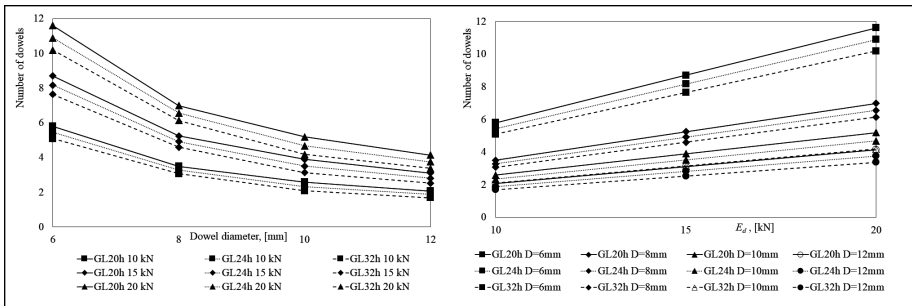 Number of dowels
12
10
8
6
4
2
0
6 8 10 12
Dowel diameter, [mm]
GL20h 10 kN GL24h 10 kN GL32h 10 kN
GL20h 15 kN GL24h 15 kN GL32h 15 kN
GL20h 20 kN GL24h 20 kN GL32h 20 kN
Number of dowels
12
10
8
6
4
2
0
10 15 20
E_d , [kN]
GL20h D=6mm GL20h D=8mm GL20h D=10mm GL20h D=12mm
GL24h D=6mm GL24h D=8mm GL24h D=10mm GL24h D=12mm
GL32h D=6mm GL32h D=8mm GL32h D=10mm GL32h D=12mm